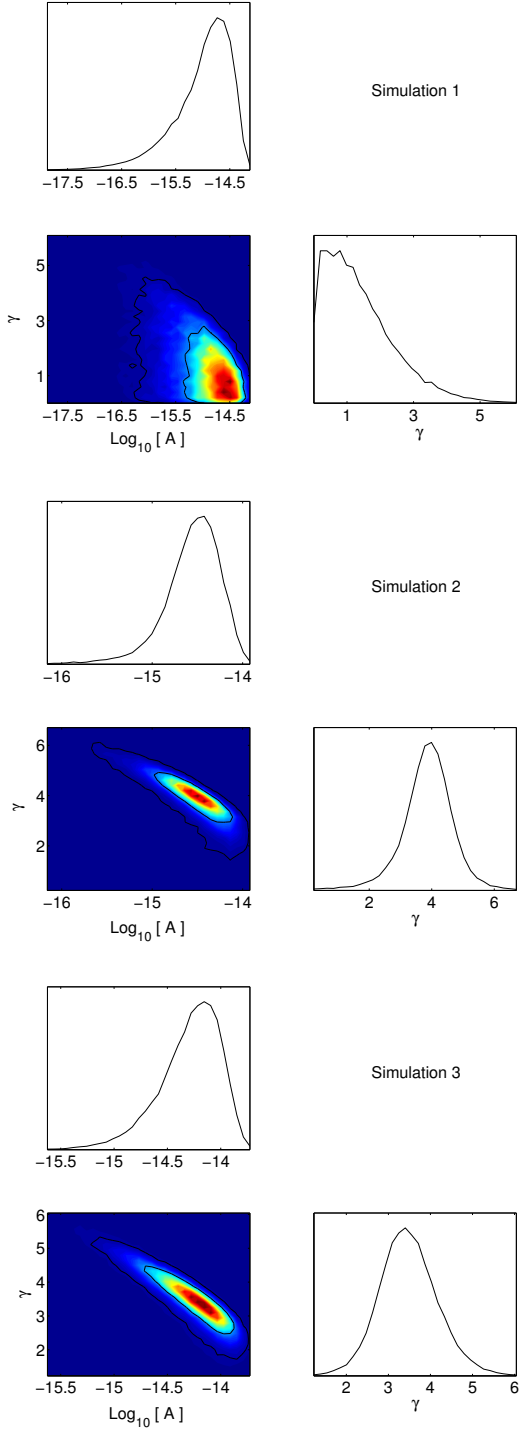 Simulation 1
−17.5 −16.5 −15.5 −14.5
5
3
1
γ
−17.5 −16.5 −15.5 −14.5
Log10 [ A ]
1 3 5
γ
Simulation 2
−16 −15 −14
6
4
2
γ
−16 −15 −14
Log10 [ A ]
2 4 6
γ
Simulation 3
−15.5 −15 −14.5 −14
6
5
4
3
2
γ
−15.5 −15 −14.5 −14
Log10 [ A ]
2 3 4 5 6
γ